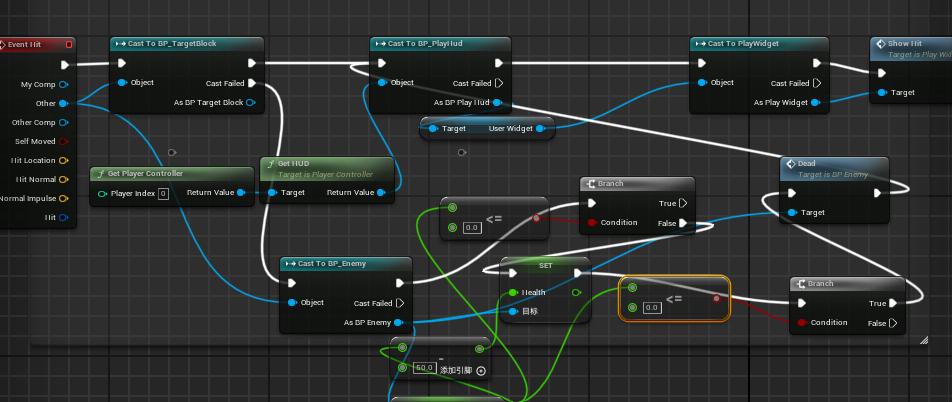 Event Hit
My Comp
Other
Other Comp
Self Moved
Hit Location
Hit Normal
Normal Impulse
Hit
Cast To BP_TargetBlock
Object
Cast Failed
As BP Target Block
Cast To BP_PlayHud
Object
Cast Failed
As BP Play Hud
Cast To PlayWidget
Object
Cast Failed
As Play Widget
Show Hit
Target is Play Wid
Target
Target
User Widget
Get Player Controller
Player Index
0
Return Value
Get HUD
Target is Player Controller
Target
Return Value
Dead
Target is BP Enemy
Target
Branch
True
Condition
False
<=
0.0
Cast To BP_Enemy
Object
Cast Failed
As BP Enemy
SET
Health
目标
<=
0.0
Branch
True
Condition
False
-
50.0
添加引脚